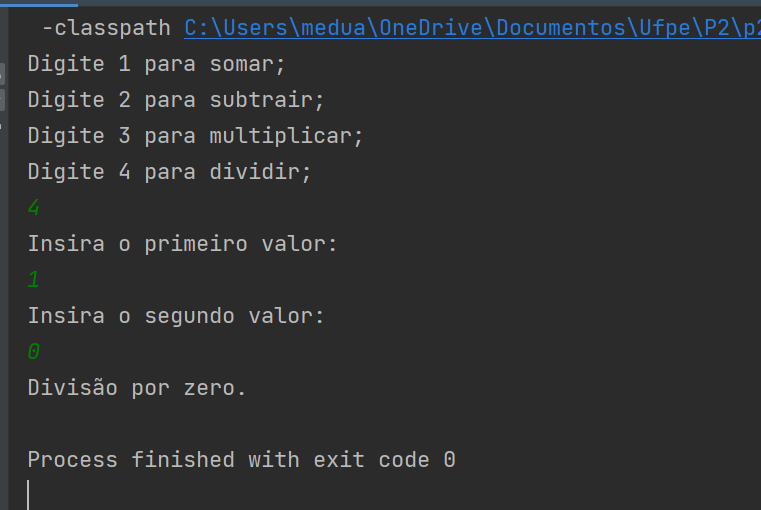 -classpath C:\Users\medua\OneDrive\Documentos\Ufpe\P2\p2
Digite 1 para somar;
Digite 2 para subtrair;
Digite 3 para multiplicar;
Digite 4 para dividir;
4
Insira o primeiro valor:
1
Insira o segundo valor:
0
Divisão por zero.
Process finished with exit code 0